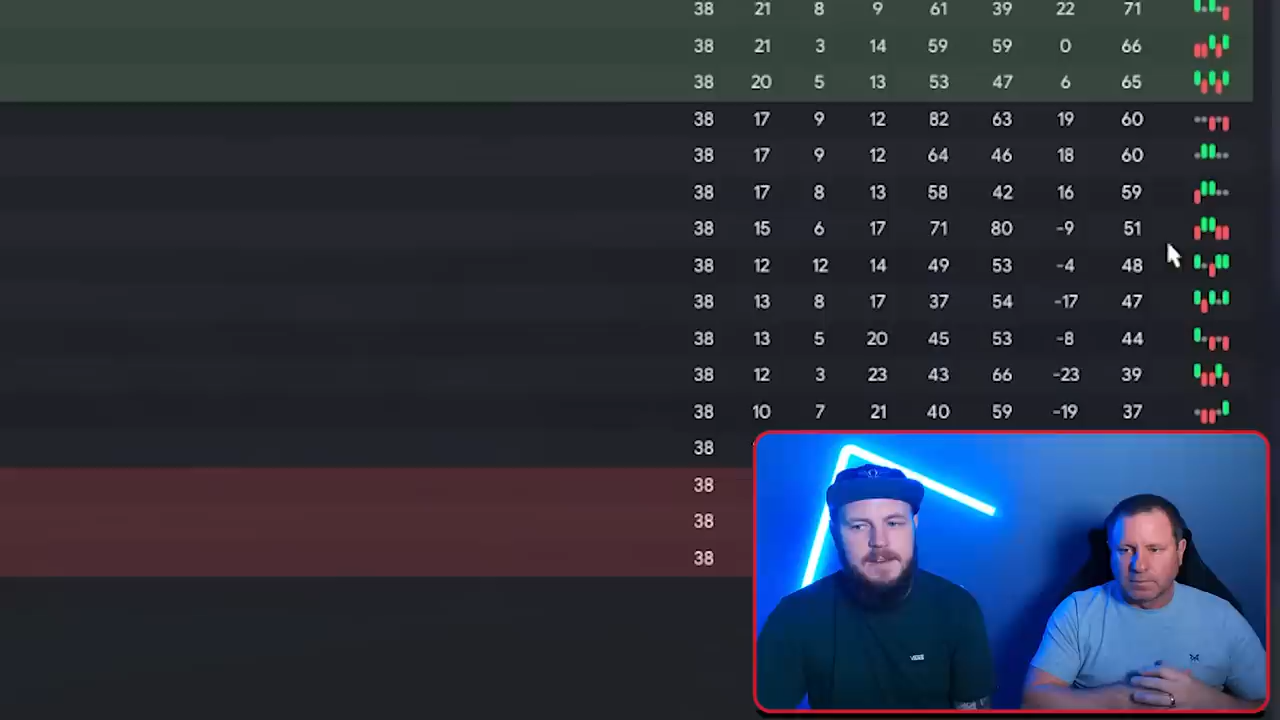 38 21 8 9 61 39 22 71
38 21 3 14 59 59 0 66
38 20 5 13 53 47 6 65
38 17 9 12 82 63 19 60
38 17 9 12 64 46 18 60
38 17 8 13 58 42 16 59
38 15 6 17 71 80 -9 51
38 12 12 14 49 53 -4 48
38 13 8 17 37 54 -17 47
38 13 5 20 45 53 -8 44
38 12 3 23 43 66 -23 39
38 10 7 21 40 59 -19 37
38
38
38
38
VANS